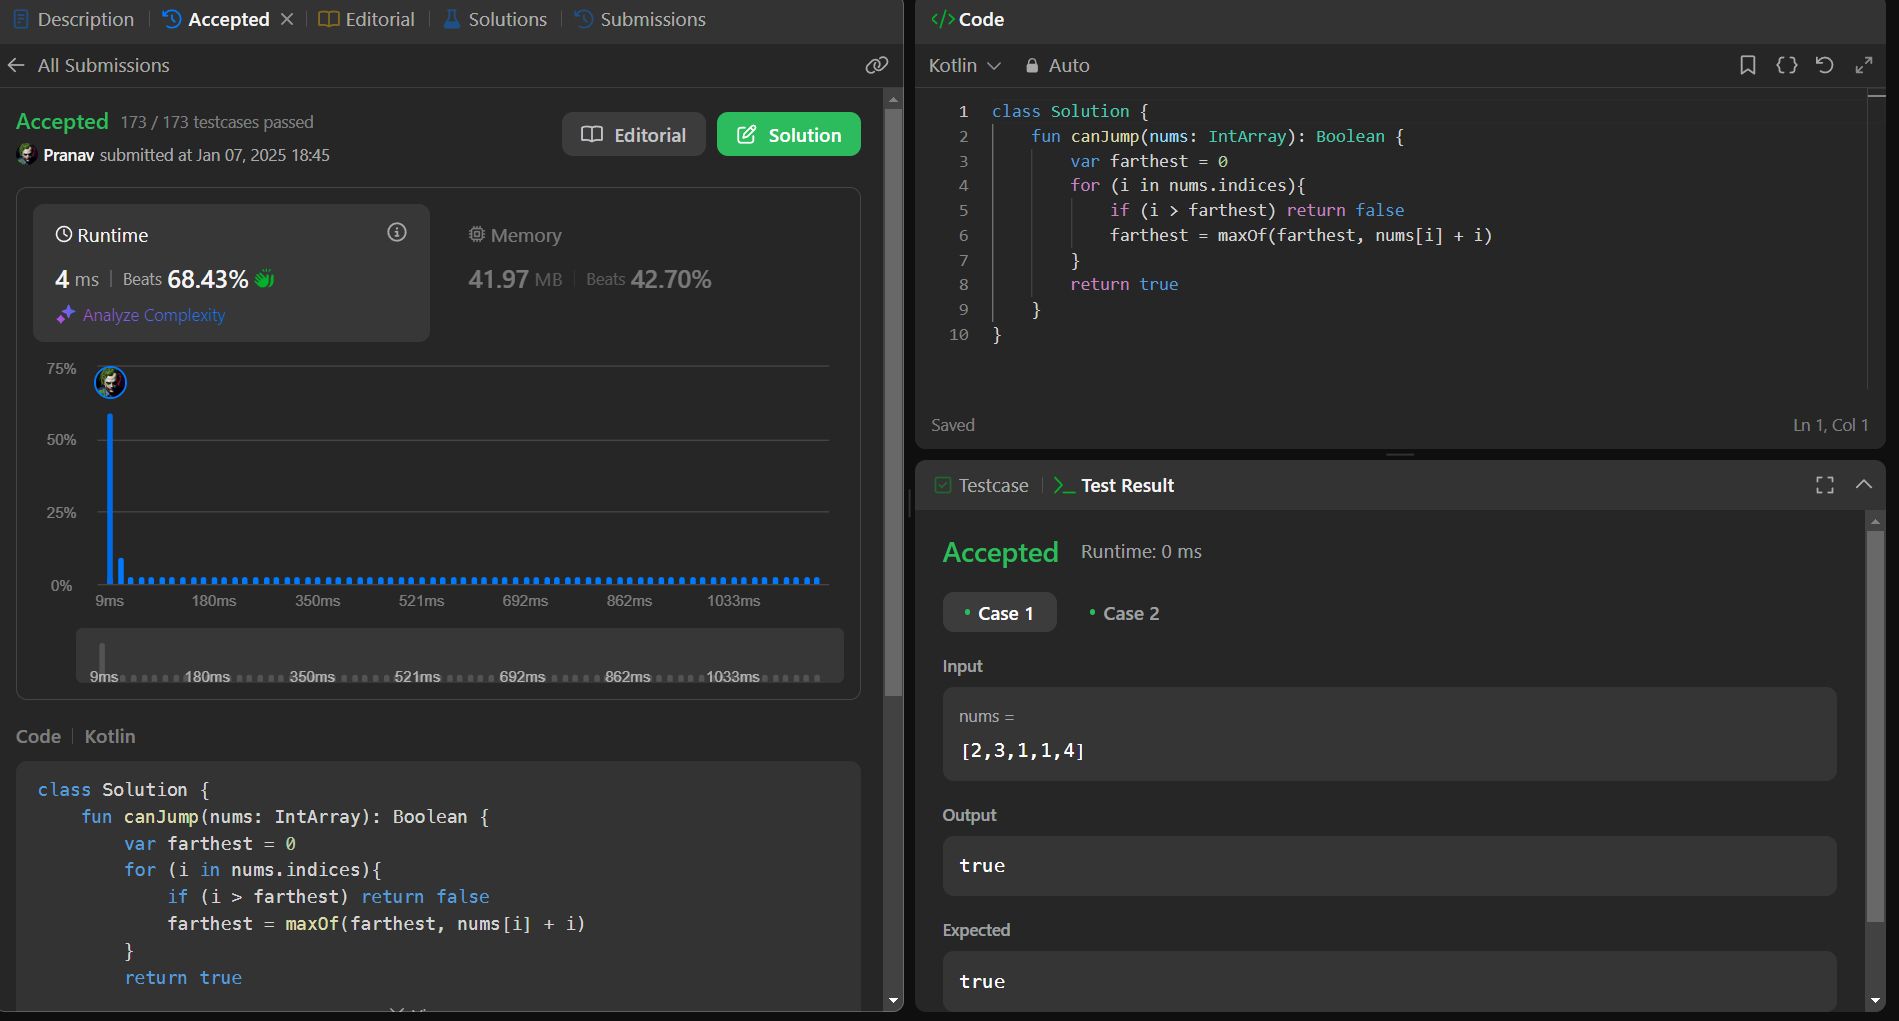 Description | Accepted | Editorial | Solutions | Submissions
All Submissions
Accepted 173 / 173 testcases passed
Pranav submitted at Jan 07, 2025 18:45
Editorial
Solution
Runtime
4 ms | Beats 68.43%
Analyze Complexity
Memory
41.97 MB | Beats 42.70%
75%
50%
25%
0%
9ms 180ms 350ms 521ms 692ms 862ms 1033ms
9ms 180ms 350ms 521ms 692ms 862ms 1033ms
Code | Kotlin
class Solution {
    fun canJump(nums: IntArray): Boolean {
        var farthest = 0
        for (i in nums.indices){
            if (i > farthest) return false
            farthest = maxOf(farthest, nums[i] + i)
        }
        return true
</> Code
Kotlin Auto
1 class Solution {
2     fun canJump(nums: IntArray): Boolean {
3         var farthest = 0
4         for (i in nums.indices){
5             if (i > farthest) return false
6             farthest = maxOf(farthest, nums[i] + i)
7         }
8         return true
9     }
10 }
Saved
Ln 1, Col 1
Testcase | >_ Test Result
Accepted Runtime: 0 ms
• Case 1 • Case 2
Input
nums =
[2,3,1,1,4]
Output
true
Expected
true